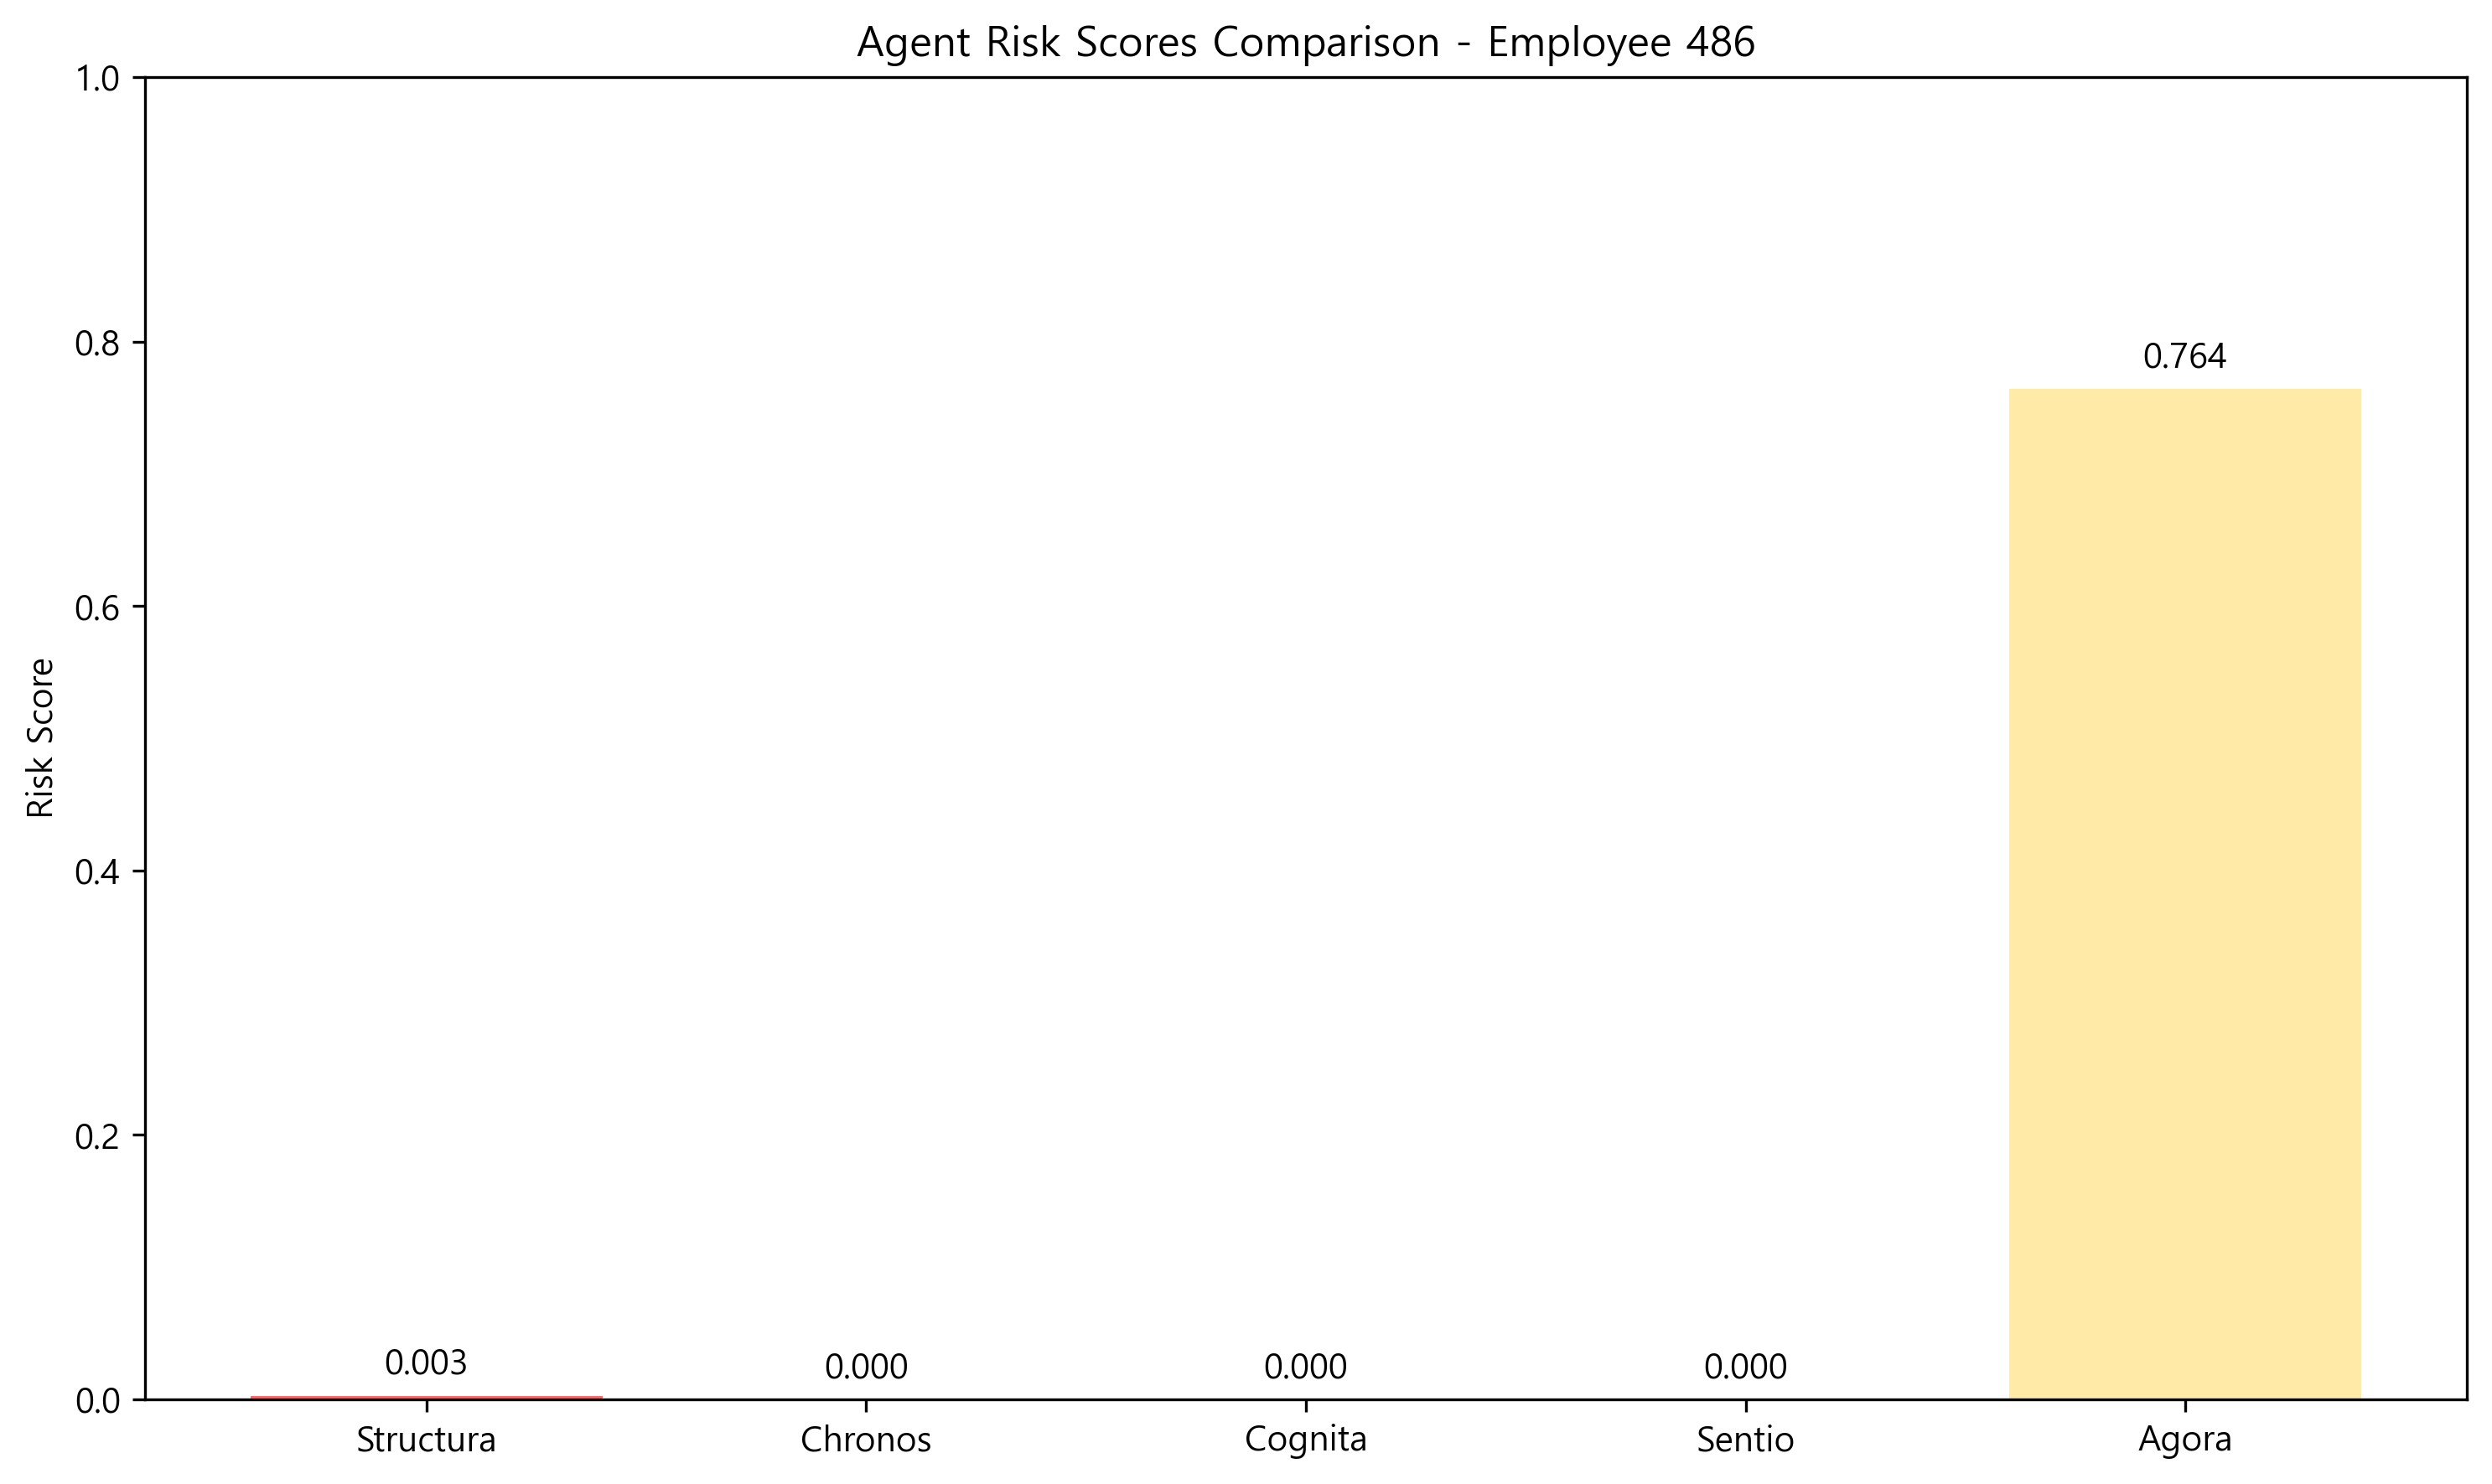 Agent Risk Scores Comparison - Employee 486
Risk Score
1.0
0.8
0.6
0.4
0.2
0.0
0.003
0.000
0.000
0.000
0.764
Structura
Chronos
Cognita
Sentio
Agora